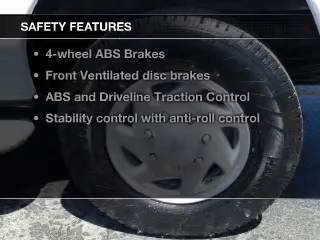 SAFETY FEATURES
• 4-wheel ABS Brakes
• Front Ventilated disc brakes
• ABS and Driveline Traction Control
• Stability control with anti-roll control